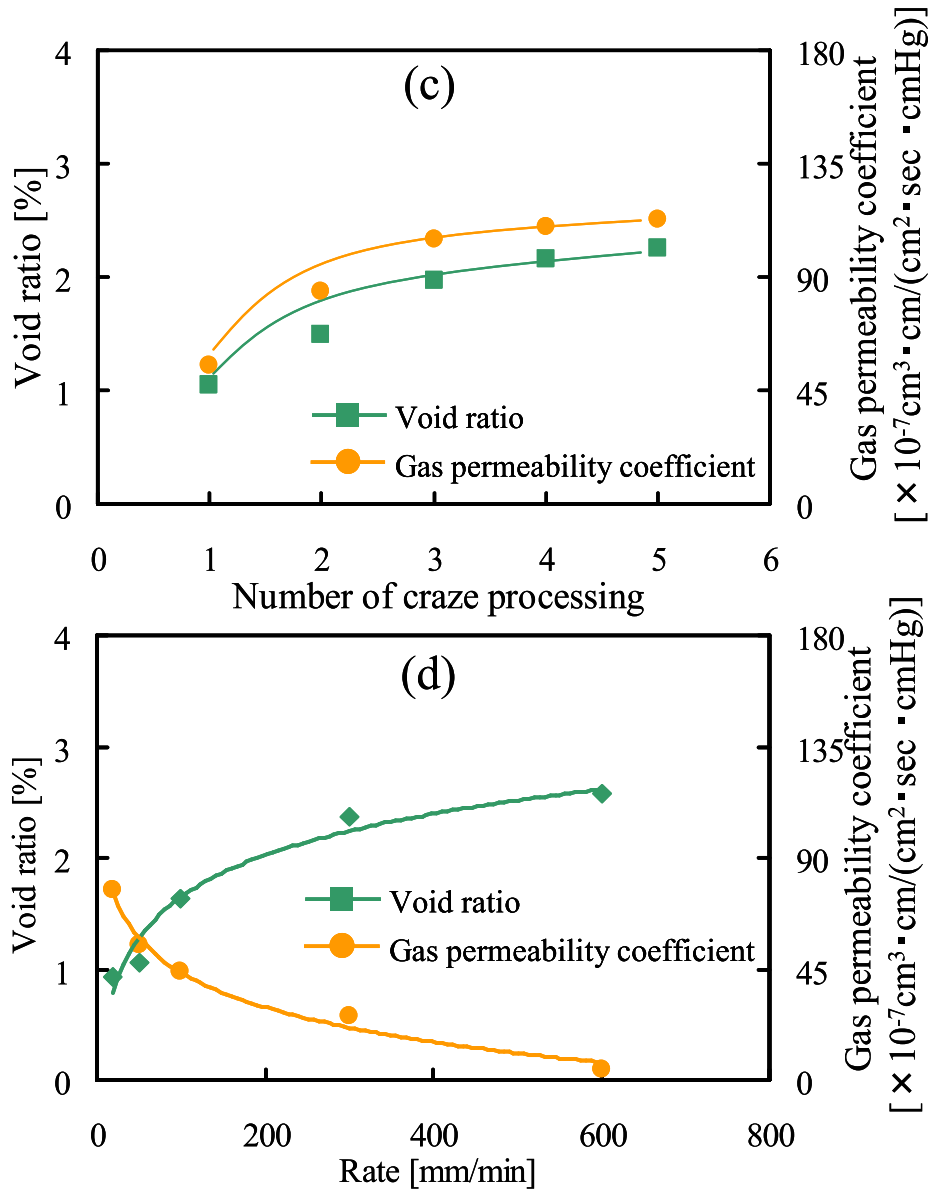 (c)
4
3
2
1
0
Void ratio [%]
180
135
90
45
0
Gas permeability coefficient
[×10⁻⁷cm³・cm/(cm²・sec・cmHg)]
Void ratio
Gas permeability coefficient
0 1 2 3 4 5 6
Number of craze processing
(d)
4
3
2
1
0
Void ratio [%]
180
135
90
45
0
Gas permeability coefficient
[×10⁻⁷cm³・cm/(cm²・sec・cmHg)]
Void ratio
Gas permeability coefficient
0 200 400 600 800
Rate [mm/min]